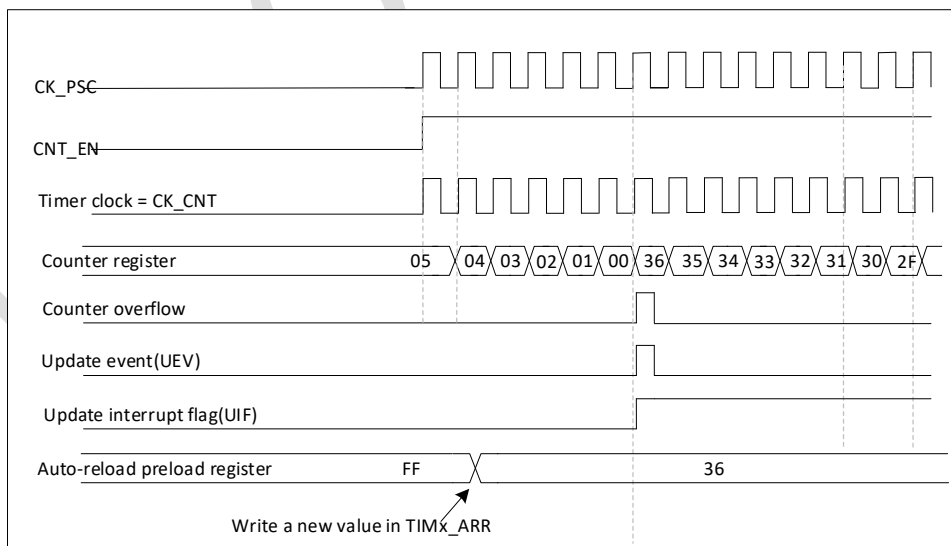 CK_PSC
CNT_EN
Timer clock = CK_CNT
Counter register 05 04 03 02 01 00 36 35 34 33 32 31 30 2F
Counter overflow
Update event(UEV)
Update interrupt flag(UIF)
Auto-reload preload register FF 36
Write a new value in TIMx_ARR